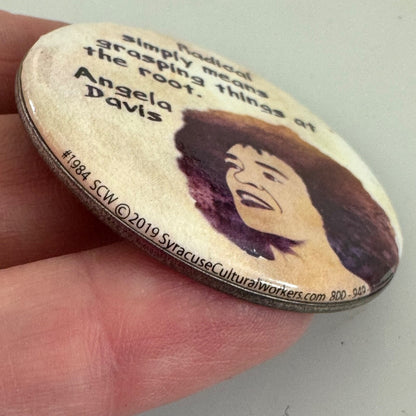 Radical
simply means
grasping things at
the root.
Angela
Davis
#1984 SCW © 2019 SyracuseCulturalWorkers.com 800-949